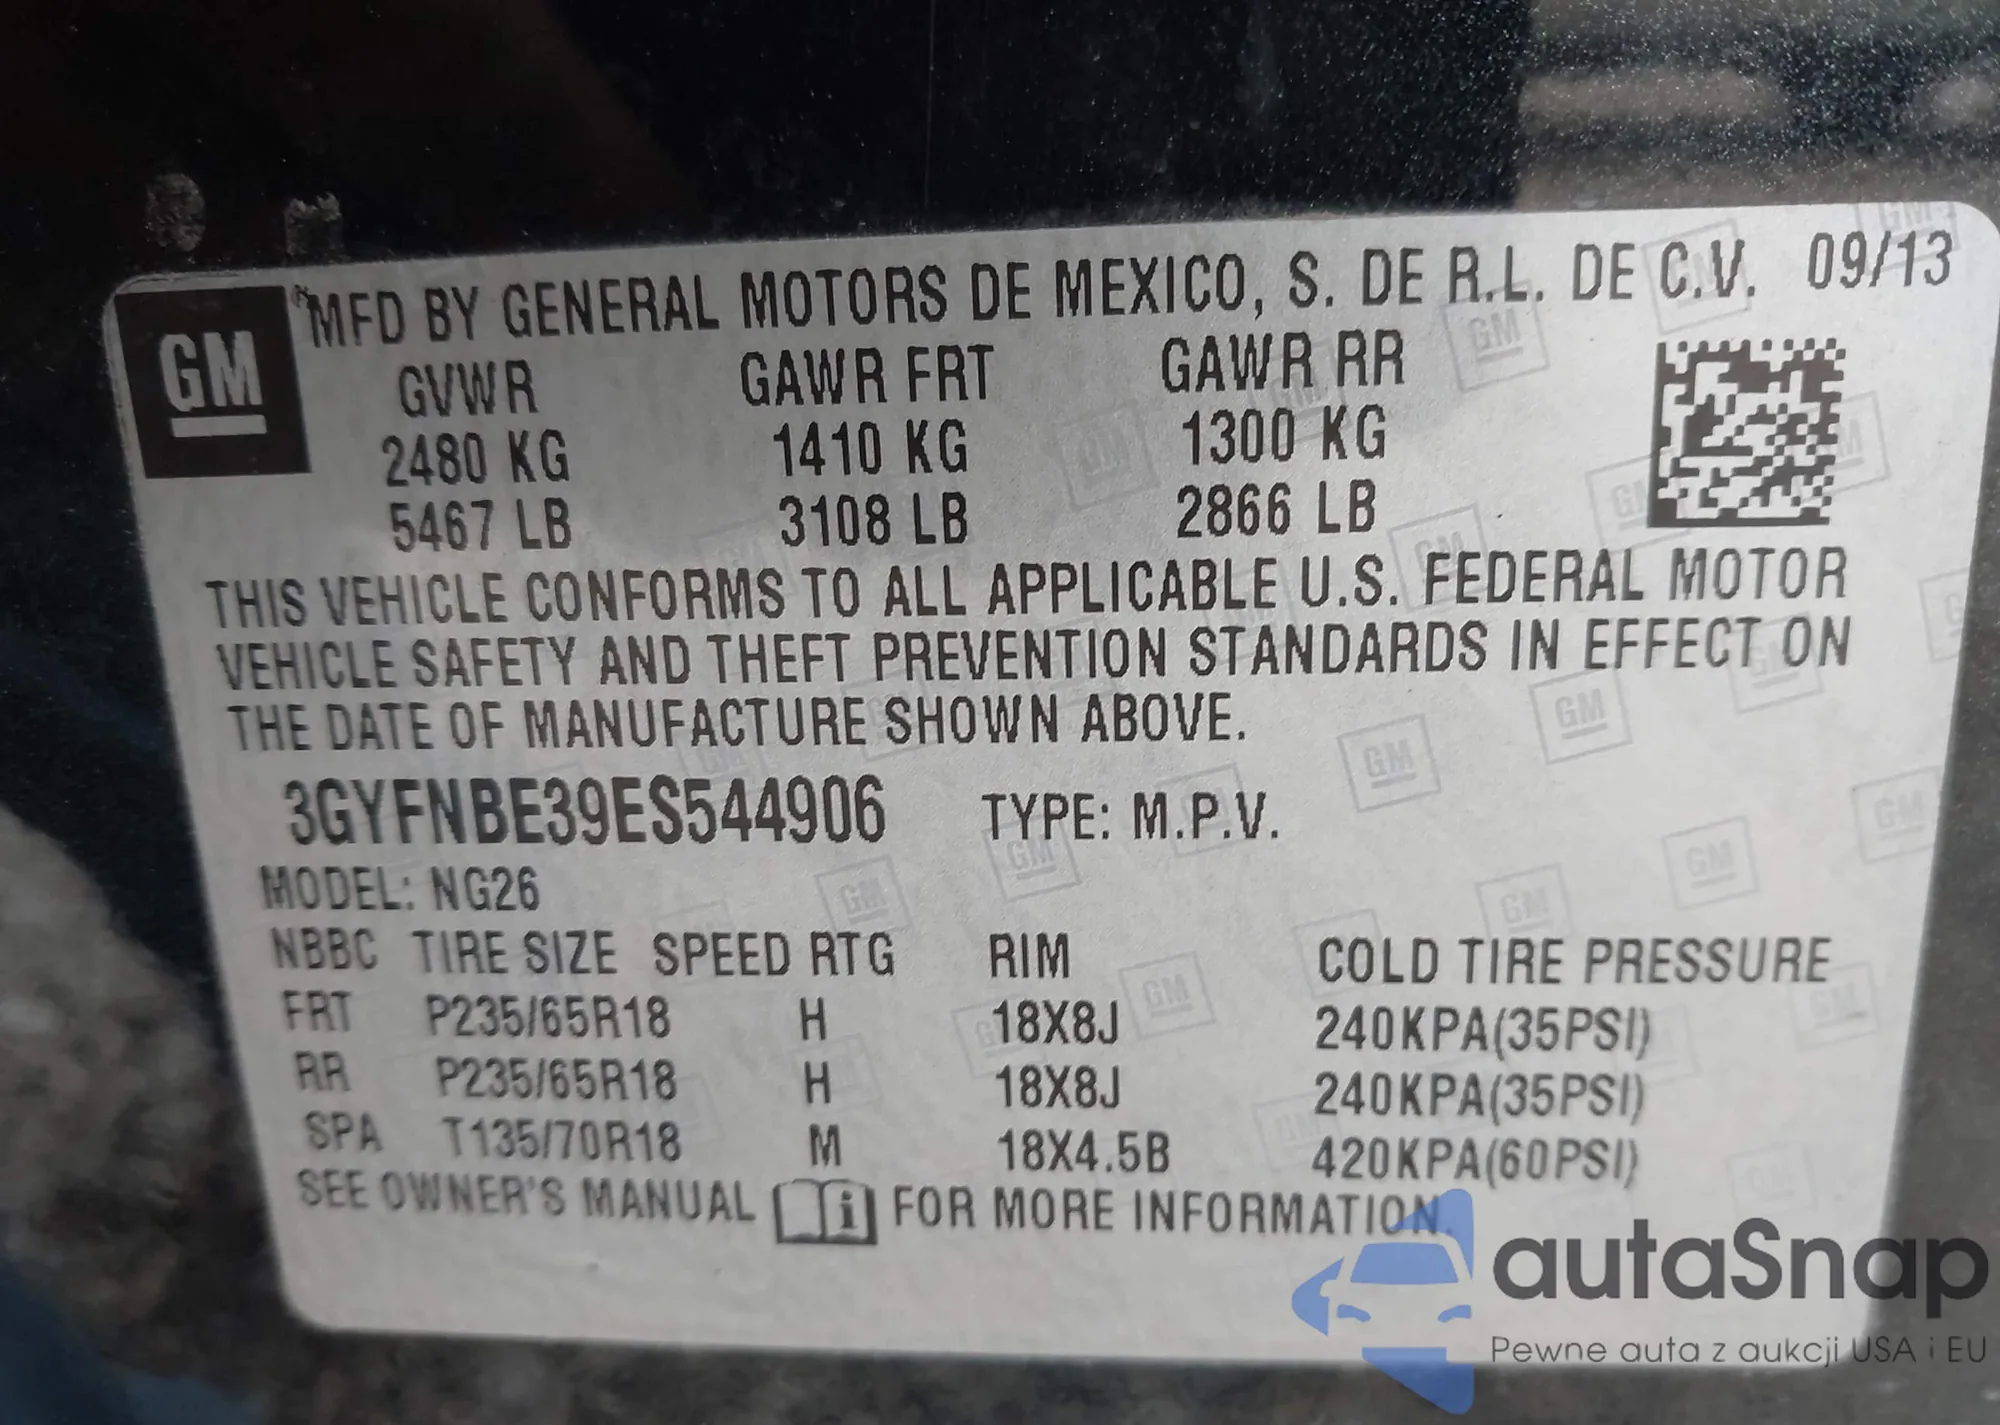 GM
MFD BY GENERAL MOTORS DE MEXICO, S. DE R.L. DE C.V. 09/13
GVWR GAWR FRT GAWR RR
2480 KG 1410 KG 1300 KG
5467 LB 3108 LB 2866 LB
THIS VEHICLE CONFORMS TO ALL APPLICABLE U.S. FEDERAL MOTOR
VEHICLE SAFETY AND THEFT PREVENTION STANDARDS IN EFFECT ON
THE DATE OF MANUFACTURE SHOWN ABOVE.
3GYFNBE39ES544906 TYPE: M.P.V.
MODEL: NG26
NBBC TIRE SIZE SPEED RTG RIM COLD TIRE PRESSURE
FRT P235/65R18 H 18X8J 240KPA(35PSI)
RR P235/65R18 H 18X8J 240KPA(35PSI)
SPA T135/70R18 M 18X4.5B 420KPA(60PSI)
SEE OWNER'S MANUAL i FOR MORE INFORMATION.
autaSnap
Pewne auta z aukcji USA i EU